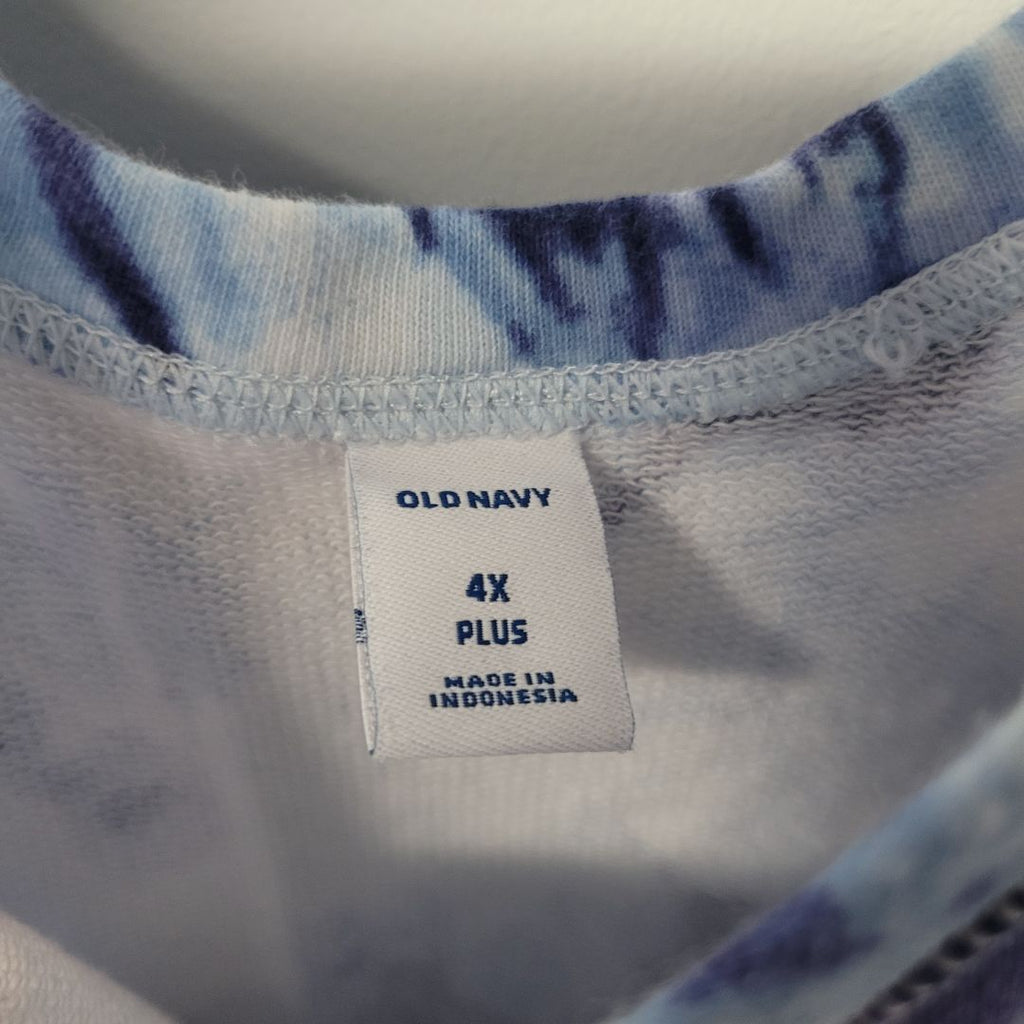 OLD NAVY
4X
PLUS
MADE IN
INDONESIA